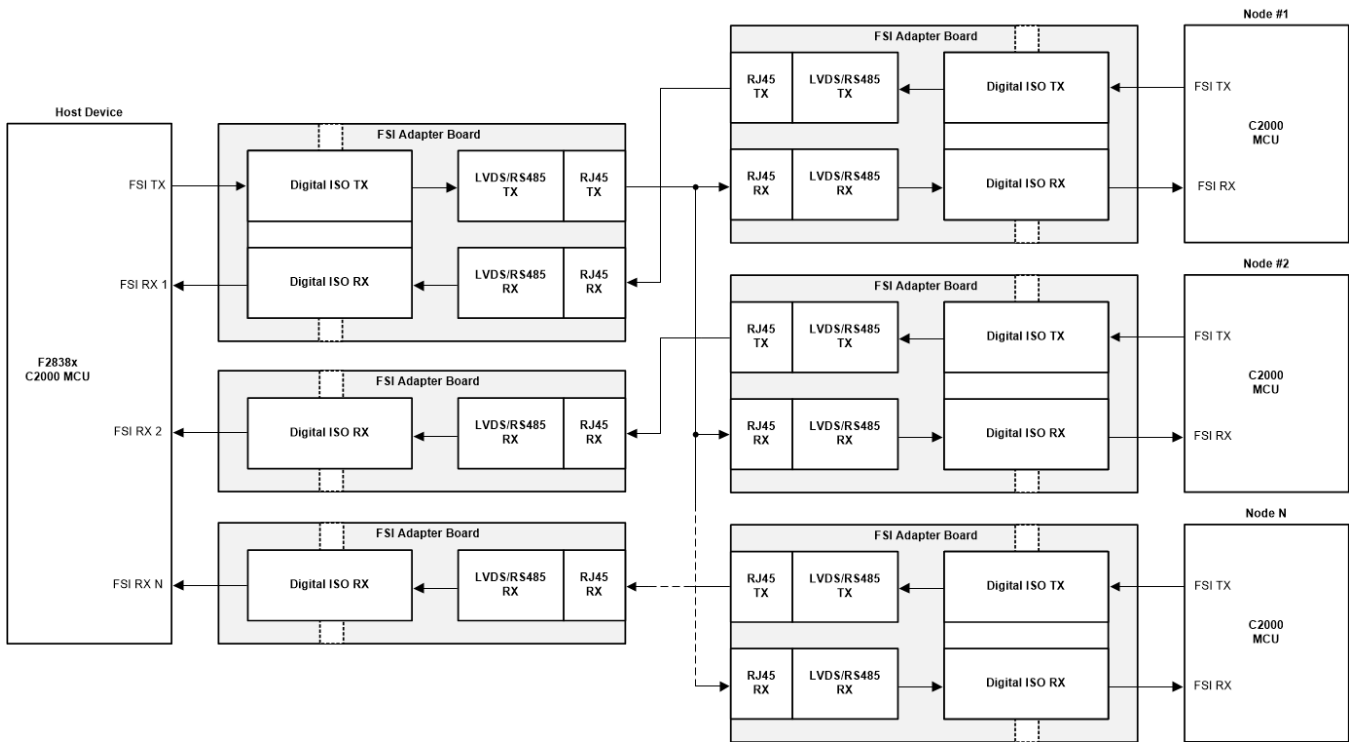 Host Device
FSI TX
FSI RX 1
F2838x
C2000 MCU
FSI RX 2
FSI RX N
FSI Adapter Board
Digital ISO TX
LVDS/RS485
TX
RJ45
TX
Digital ISO RX
LVDS/RS485
RX
RJ45
RX
FSI Adapter Board
Digital ISO RX
LVDS/RS485
RX
RJ45
RX
FSI Adapter Board
Digital ISO RX
LVDS/RS485
RX
RJ45
RX
FSI Adapter Board
RJ45
TX
LVDS/RS485
TX
Digital ISO TX
RJ45
RX
LVDS/RS485
RX
Digital ISO RX
Node #1
FSI TX
C2000
MCU
FSI RX
FSI Adapter Board
RJ45
TX
LVDS/RS485
TX
Digital ISO TX
RJ45
RX
LVDS/RS485
RX
Digital ISO RX
Node #2
FSI TX
C2000
MCU
FSI RX
FSI Adapter Board
RJ45
TX
LVDS/RS485
TX
Digital ISO TX
RJ45
RX
LVDS/RS485
RX
Digital ISO RX
Node N
FSI TX
C2000
MCU
FSI RX